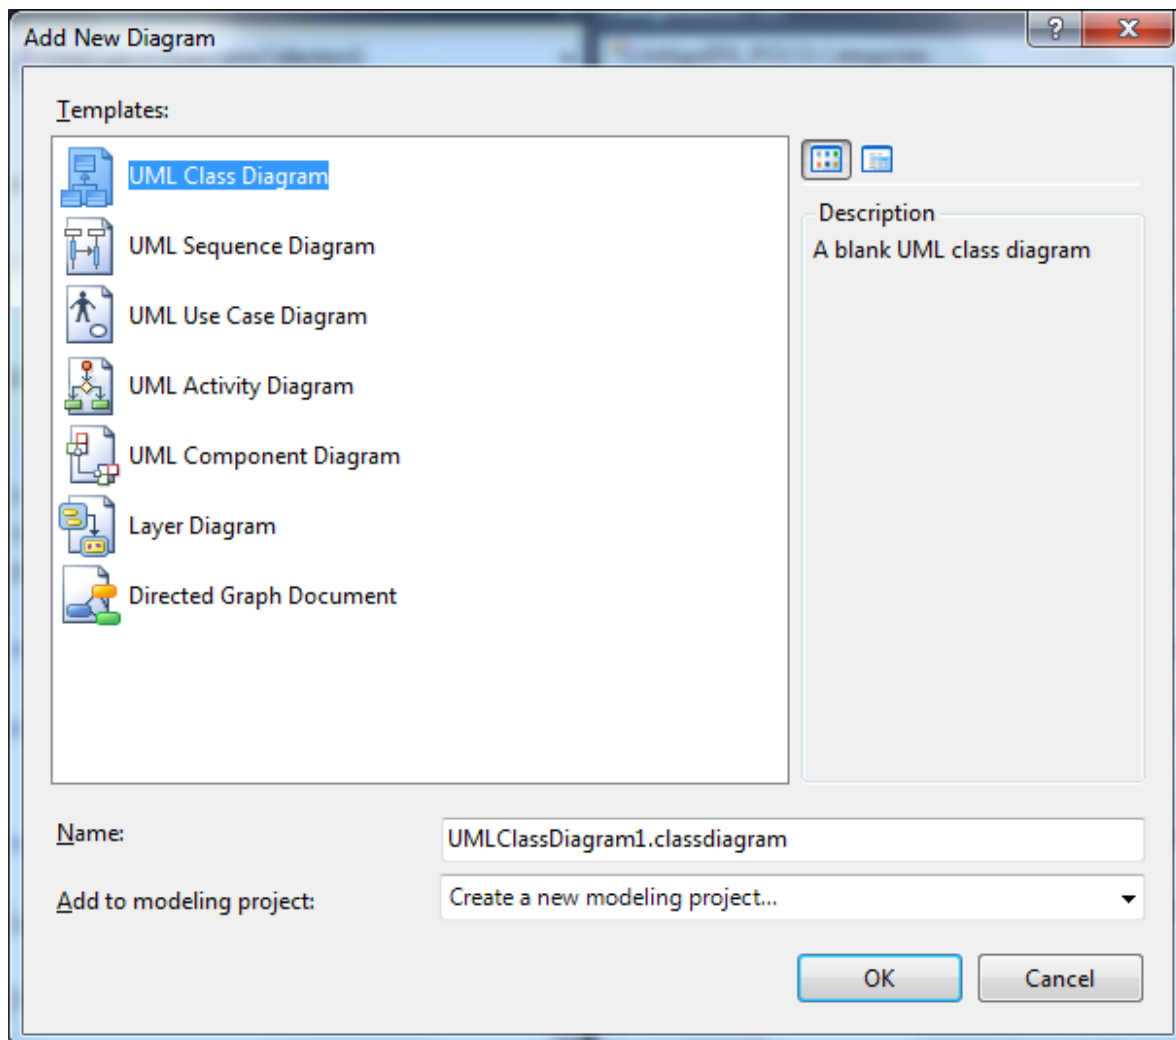 Add New Diagram
?
Templates:
UML Class Diagram
UML Sequence Diagram
UML Use Case Diagram
UML Activity Diagram
UML Component Diagram
Layer Diagram
Directed Graph Document
Description
A blank UML class diagram
Name:
UMLClassDiagram1.classdiagram
Add to modeling project:
Create a new modeling project...
OK
Cancel